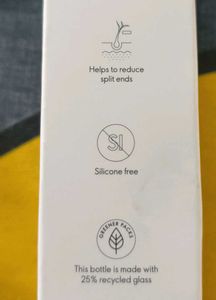 Helps to reduce
split ends
SI
Silicone free
GREENER PACKS
This bottle is made with
25% recycled glass